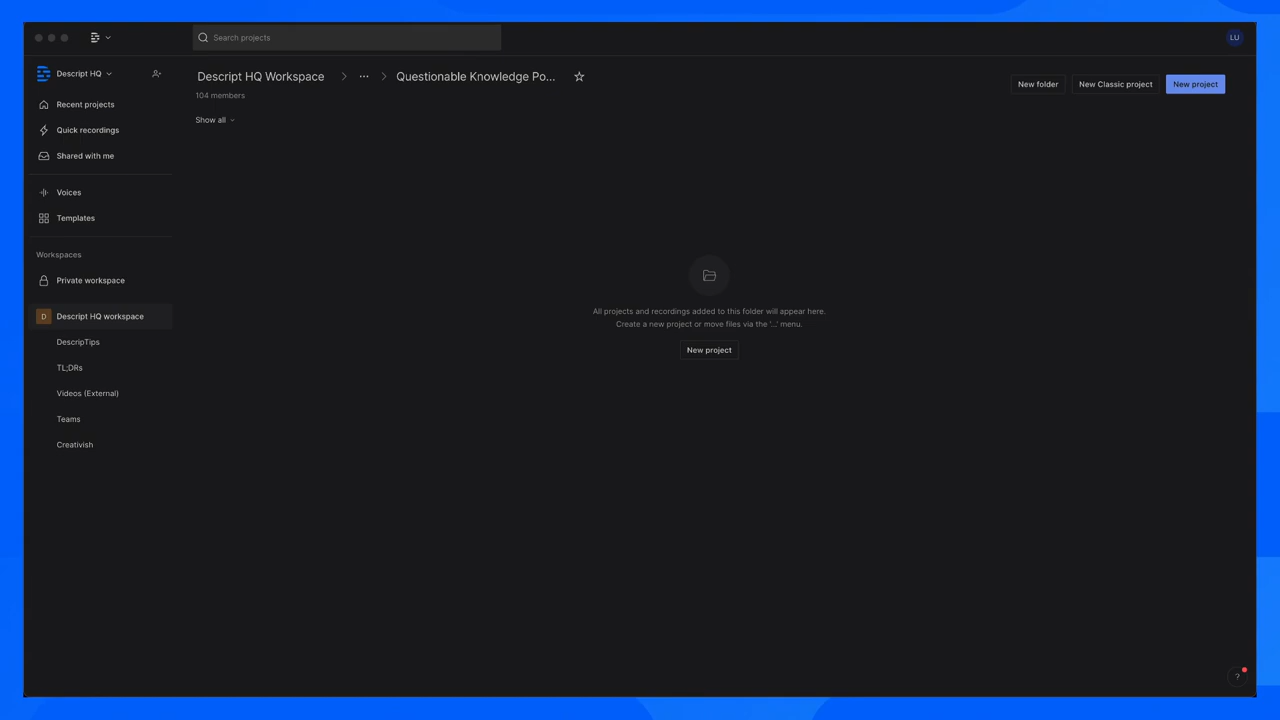 Search projects
LU
Descript HQ
Descript HQ Workspace
...
Questionable Knowledge Po...
104 members
New folder
New Classic project
New project
Show all
Recent projects
Quick recordings
Shared with me
Voices
Templates
Workspaces
Private workspace
D
Descript HQ workspace
DescripTips
TL;DRs
Videos (External)
Teams
Creativish
All projects and recordings added to this folder will appear here.
Create a new project or move files via the '...' menu.
New project
?